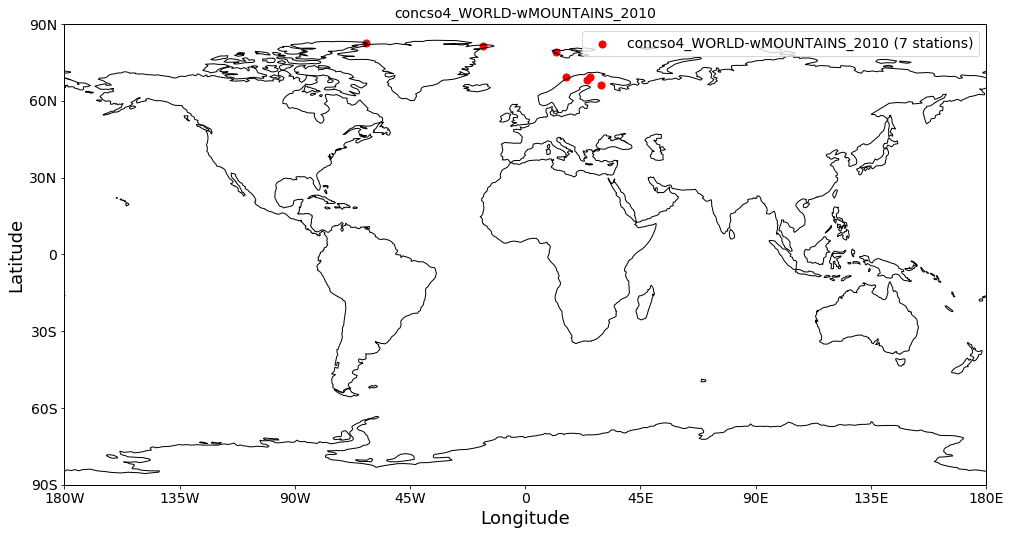 concso4_WORLD-wMOUNTAINS_2010
90N
concso4_WORLD-wMOUNTAINS_2010 (7 stations)
60N
30N
0
30S
60S
90S
Latitude
180W 135W 90W 45W 0 45E 90E 135E 180E
Longitude